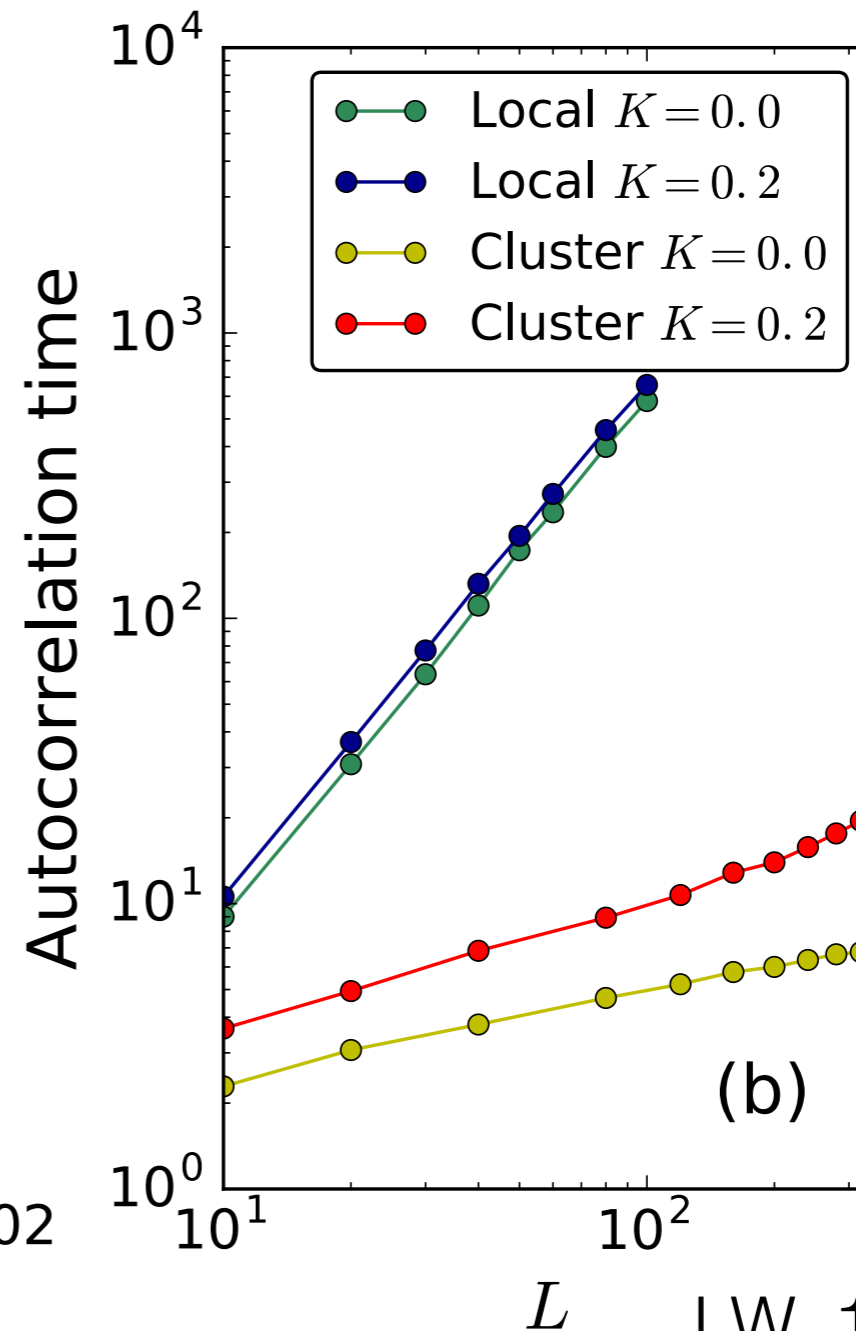 10^4
Local K = 0.0
Local K = 0.2
Cluster K = 0.0
Cluster K = 0.2
10^3
Autocorrelation time
10^2
10^1
(b)
10^0
02
10^1
10^2
L